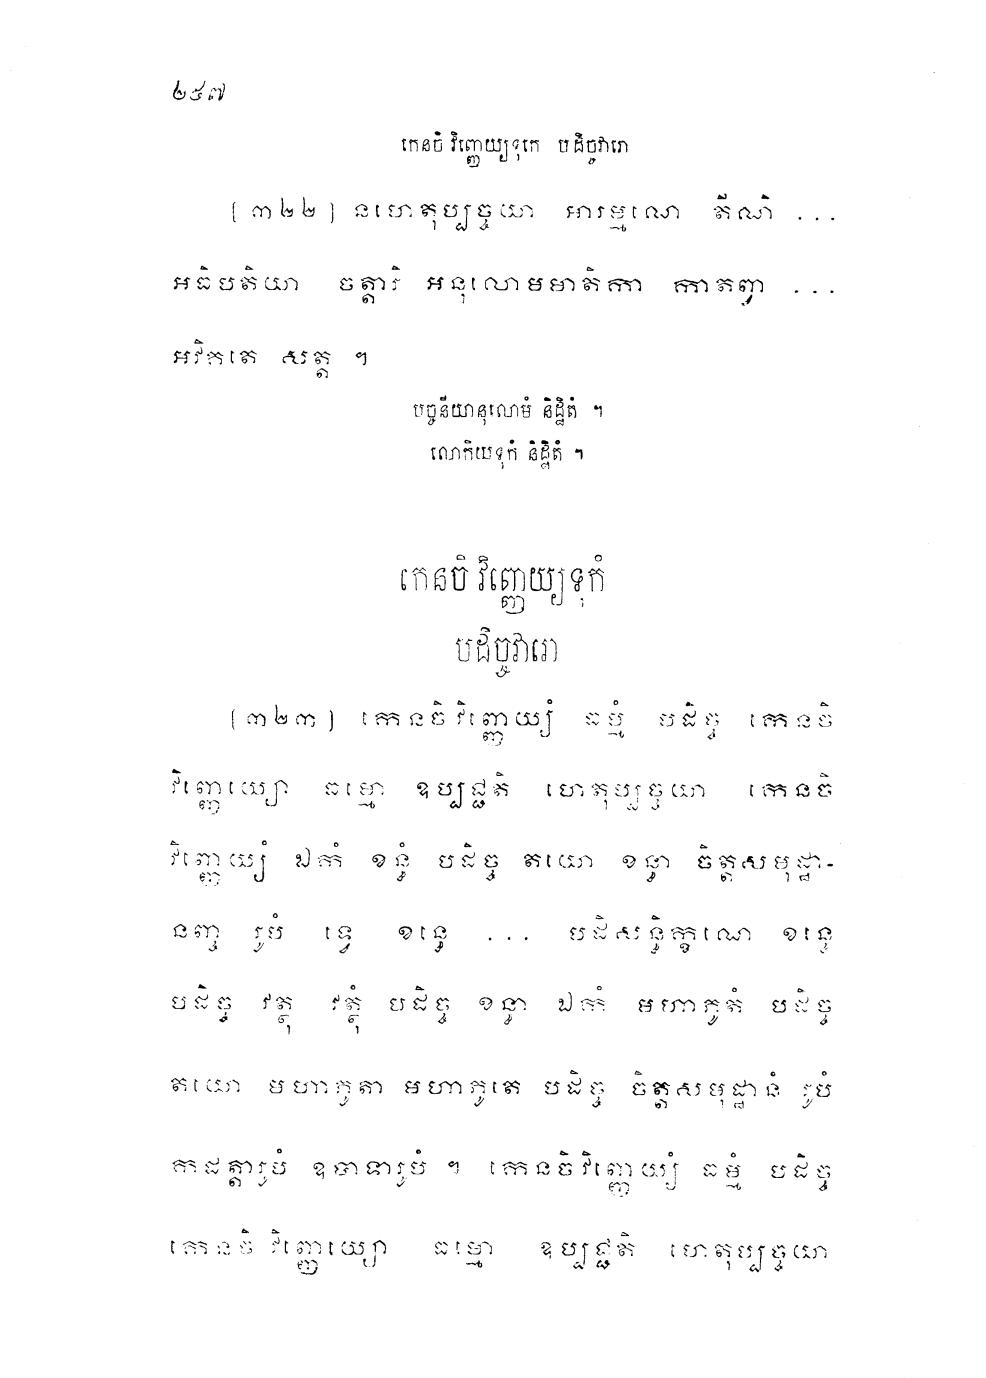 ២៥៧
កេនចិ វិញ្ញេយ្យទុកេ បដិច្ចវារោ
(៣២២) នហេតុប្បច្ចយា អារម្មណេ តីណិ ...
អធិបតិយា ចត្តារិ អនុលោមមាតិកា កាតព្វា ...
អវិគតេ សត្ត ។
បច្ចនីយានុលោមំ និដ្ឋិតំ ។
លោកិយទុកំ និដ្ឋិតំ ។
កេនចិ វិញ្ញេយ្យទុកំ
បដិច្ចវារោ
(៣២៣) កេនចិ វិញ្ញេយ្យំ ធម្មំ បដិច្ច កេនចិ
វិញ្ញេយ្យោ ធម្មោ ឧប្បជ្ជតិ ហេតុប្បច្ចយា កេនចិ
វិញ្ញេយ្យំ ឯកំ ខន្ធំ បដិច្ច តយោ ខន្ធា ចិត្តសមុដ្ឋា-
នញ្ច រូបំ ទ្វេ ខន្ធេ ... បដិសន្ធិក្ខណេ ខន្ធេ
បដិច្ច វត្ថុ វត្ថុំ បដិច្ច ខន្ធា ឯកំ មហាភូតំ បដិច្ច
តយោ មហាភូតា មហាភូតេ បដិច្ច ចិត្តសមុដ្ឋានំ រូបំ
កដត្តារូបំ ឧបាទារូបំ ។ កេនចិ វិញ្ញេយ្យំ ធម្មំ បដិច្ច
កេនចិ វិញ្ញេយ្យោ ធម្មោ ឧប្បជ្ជតិ ហេតុប្បច្ចយា